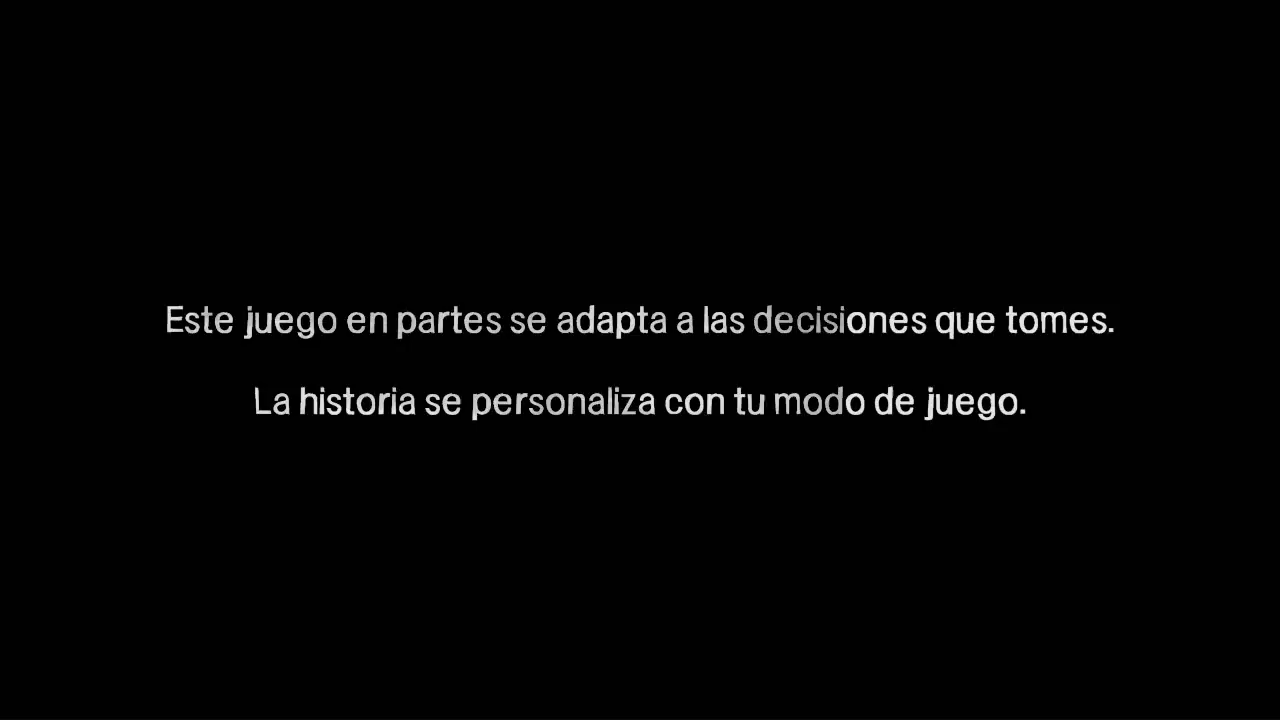 Este juego en partes se adapta a las decisiones que tomes.
La historia se personaliza con tu modo de juego.